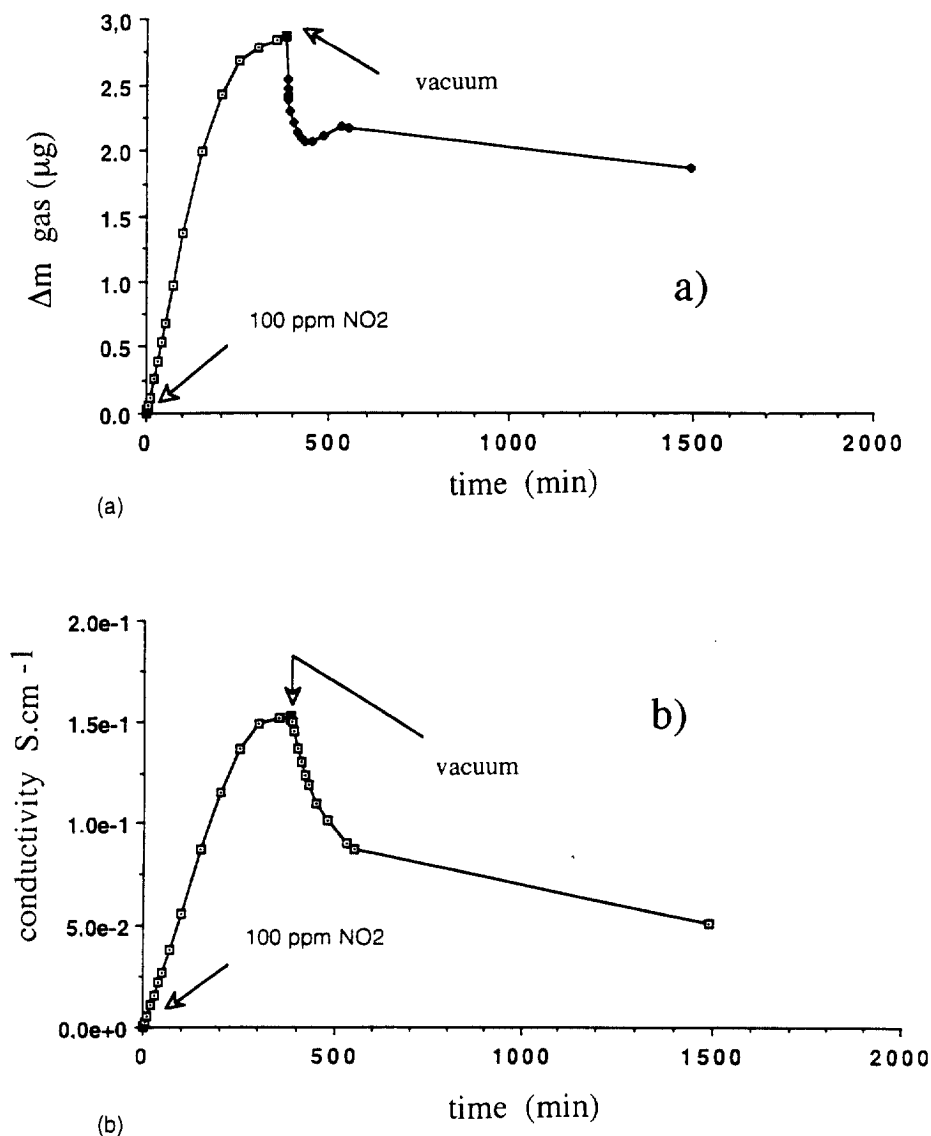 3,0
2.5
2.0
1.5
1.0
0.5
0.0
Δm gas (μg)
vacuum
100 ppm NO2
a)
0 500 1000 1500 2000
time (min)
(a)
2.0e-1
1.5e-1
1.0e-1
5.0e-2
0.0e+0
conductivity S.cm -1
vacuum
100 ppm NO2
b)
0 500 1000 1500 2000
time (min)
(b)